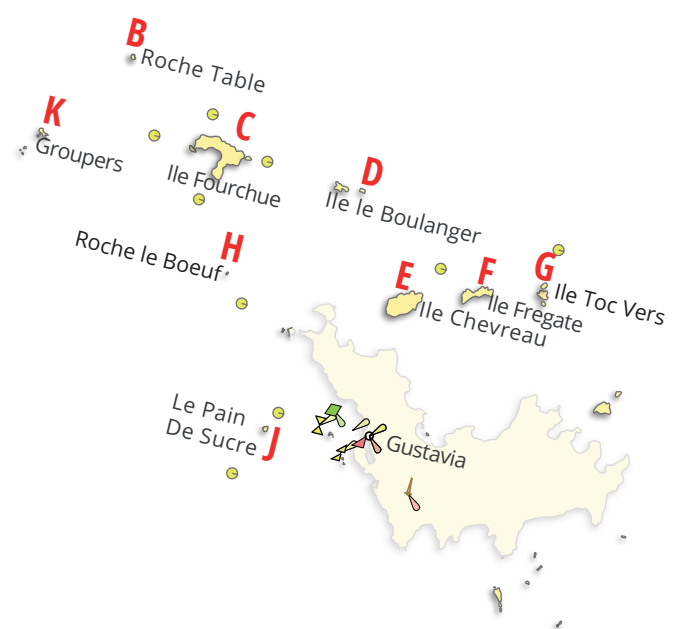 B
Roche Table
K
Groupers
C
Ile Fourchue
D
Ile le Boulanger
H
Roche le Boeuf
E
Ile Chevreau
F
Ile Fregate
G
Ile Toc Vers
Le Pain
De Sucre
J
Gustavia